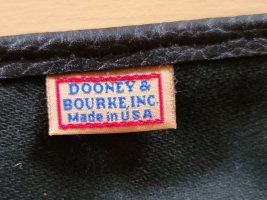 DOONEY &
BOURKE, INC.
Made in U.S.A.